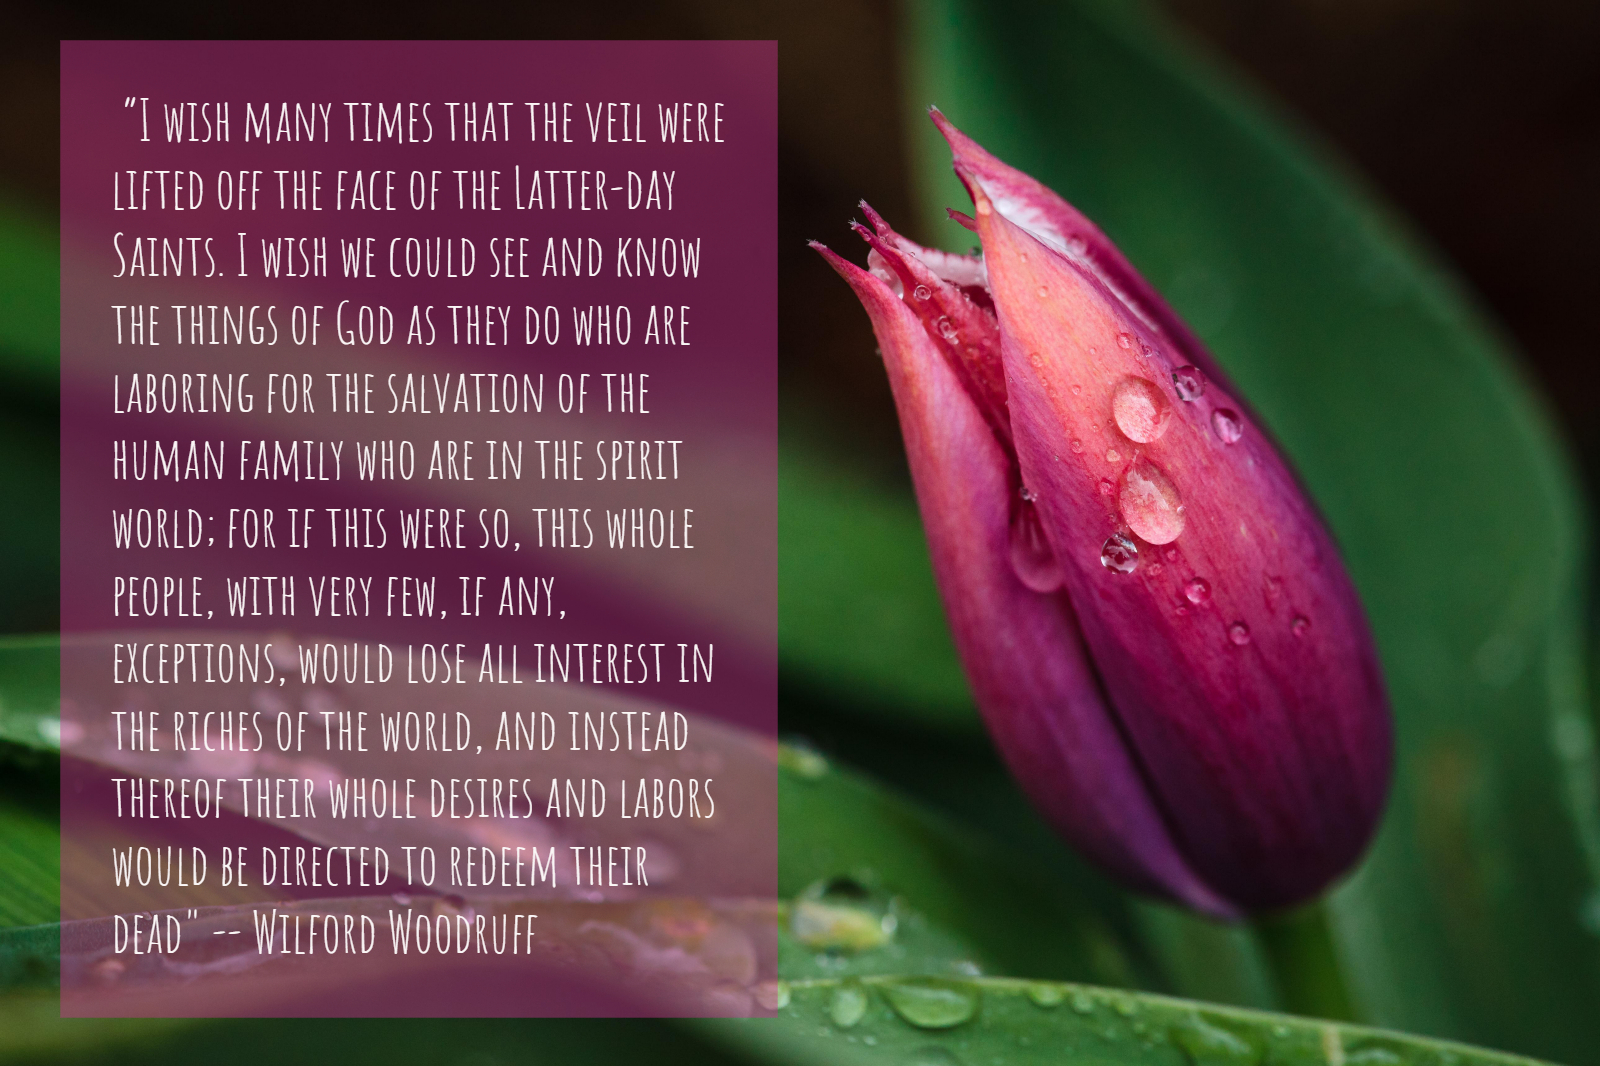 “I wish many times that the veil were
lifted off the face of the Latter-day
Saints. I wish we could see and know
the things of God as they do who are
laboring for the salvation of the
human family who are in the spirit
world; for if this were so, this whole
people, with very few, if any,
exceptions, would lose all interest in
the riches of the world, and instead
thereof their whole desires and labors
would be directed to redeem their
dead" -- Wilford Woodruff